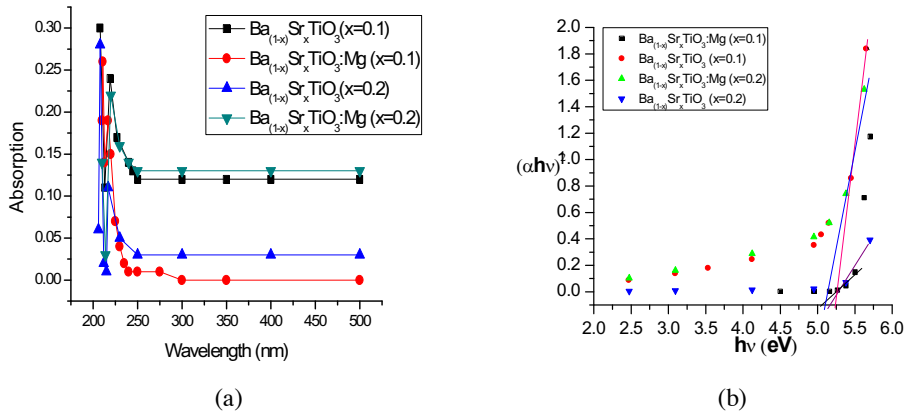 Ba(1-x)SrxTiO3(x=0.1)
Ba(1-x)SrxTiO3:Mg (x=0.1)
Ba(1-x)SrxTiO3(x=0.2)
Ba(1-x)SrxTiO3:Mg (x=0.2)
0.30
0.25
0.20
0.15
0.10
0.05
0.00
Absorption
200 250 300 350 400 450 500
Wavelength (nm)
(a)
Ba(1-x)SrxTiO3:Mg (x=0.1)
Ba(1-x)SrxTiO3 (x=0.1)
Ba(1-x)SrxTiO3:Mg (x=0.2)
Ba(1-x)SrxTiO3 (x=0.2)
2.0
1.8
1.6
1.4
1.2
1.0
0.8
0.6
0.4
0.2
0.0
(αhν)
2.0 2.5 3.0 3.5 4.0 4.5 5.0 5.5 6.0
hν (eV)
(b)